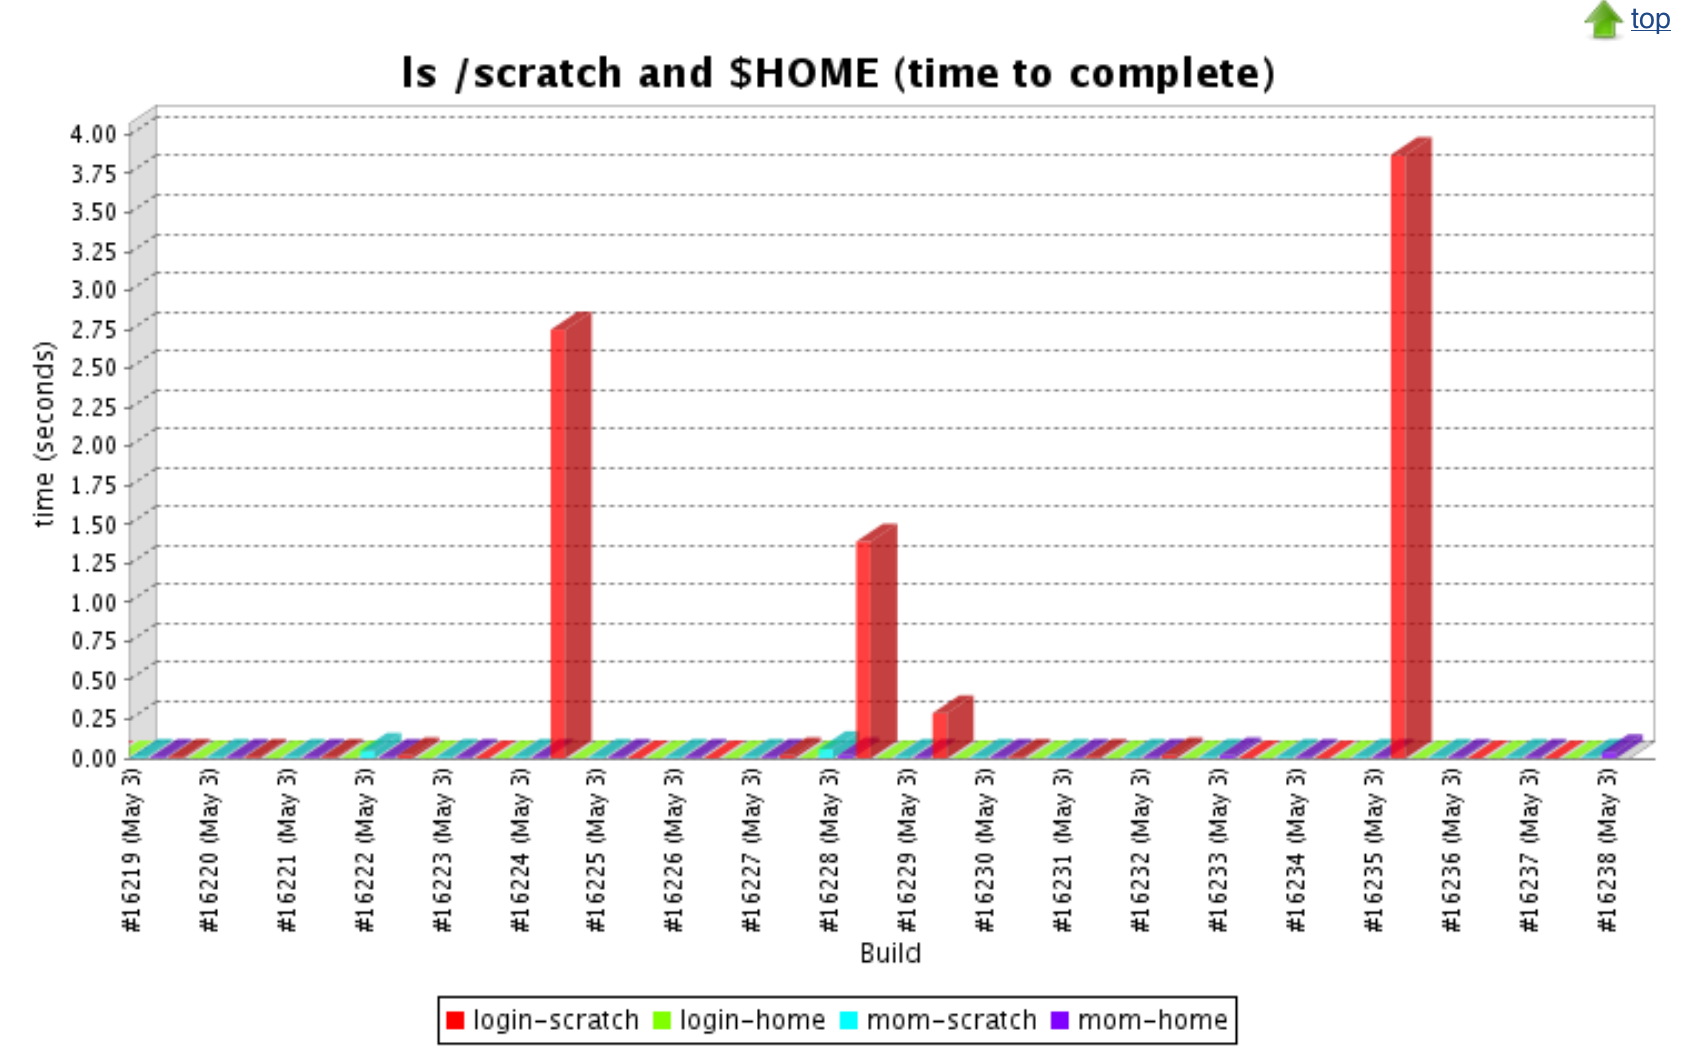 top
ls /scratch and $HOME (time to complete)
4.00
3.75
3.50
3.25
3.00
2.75
2.50
2.25
2.00
1.75
1.50
1.25
1.00
0.75
0.50
0.25
0.00
time (seconds)
#16219 (May 3)
#16220 (May 3)
#16221 (May 3)
#16222 (May 3)
#16223 (May 3)
#16224 (May 3)
#16225 (May 3)
#16226 (May 3)
#16227 (May 3)
#16228 (May 3)
#16229 (May 3)
#16230 (May 3)
#16231 (May 3)
#16232 (May 3)
#16233 (May 3)
#16234 (May 3)
#16235 (May 3)
#16236 (May 3)
#16237 (May 3)
#16238 (May 3)
Build
login-scratch login-home mom-scratch mom-home